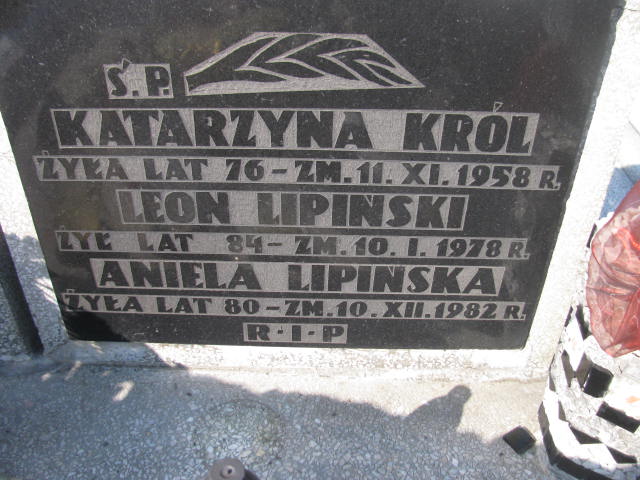 Ś.P.
KATARZYNA KRÓL
ŻYŁA LAT 76 - ZM. 11. XI. 1958 R.
LEON LIPIŃSKI
ŻYŁ LAT 84 - ZM. 10. I. 1978 R.
ANIELA LIPIŃSKA
ŻYŁA LAT 80 - ZM. 10. XII. 1982 R.
R·I·P